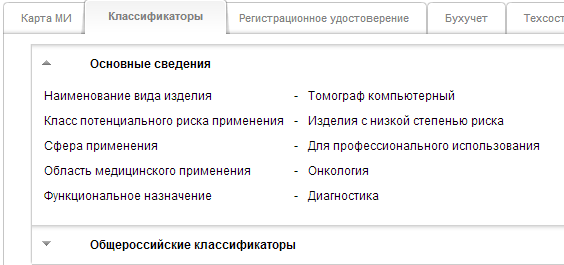 Карта МИ Классификаторы Регистрационное удостоверение Бухучет Техсост
Основные сведения
Наименование вида изделия - Томограф компьютерный
Класс потенциального риска применения - Изделия с низкой степенью риска
Сфера применения - Для профессионального использования
Область медицинского применения - Онкология
Функциональное назначение - Диагностика
Общероссийские классификаторы